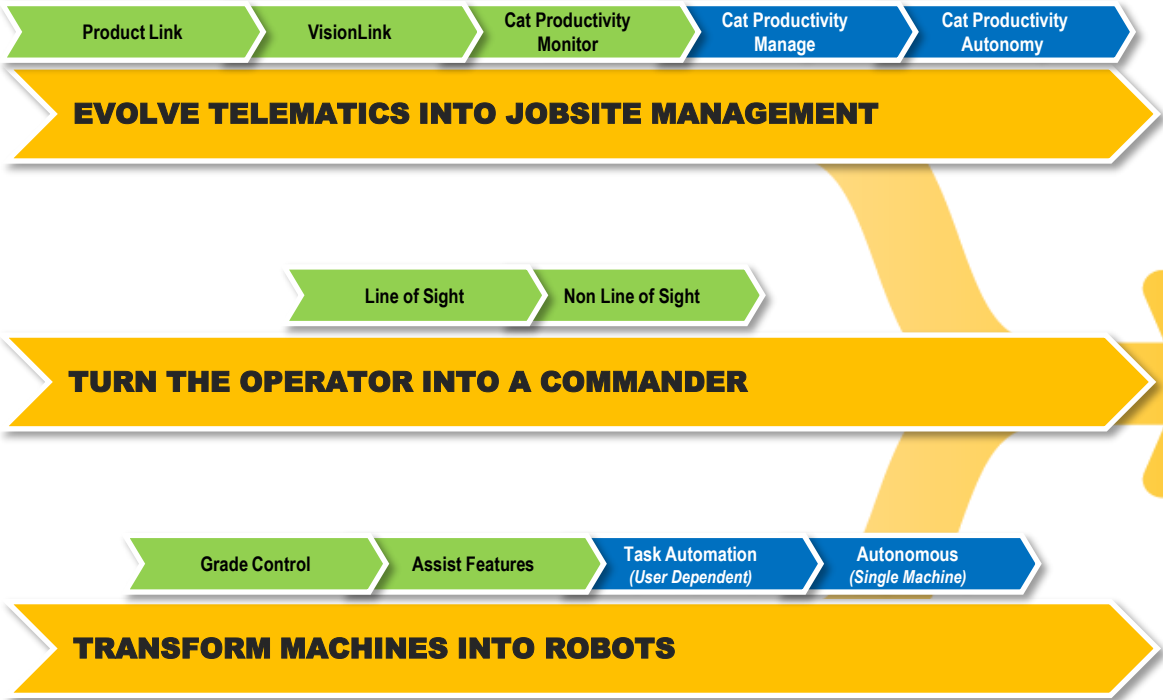 Product Link
VisionLink
Cat Productivity
Monitor
Cat Productivity
Manage
Cat Productivity
Autonomy
EVOLVE TELEMATICS INTO JOBSITE MANAGEMENT
Line of Sight
Non Line of Sight
TURN THE OPERATOR INTO A COMMANDER
Grade Control
Assist Features
Task Automation
(User Dependent)
Autonomous
(Single Machine)
TRANSFORM MACHINES INTO ROBOTS